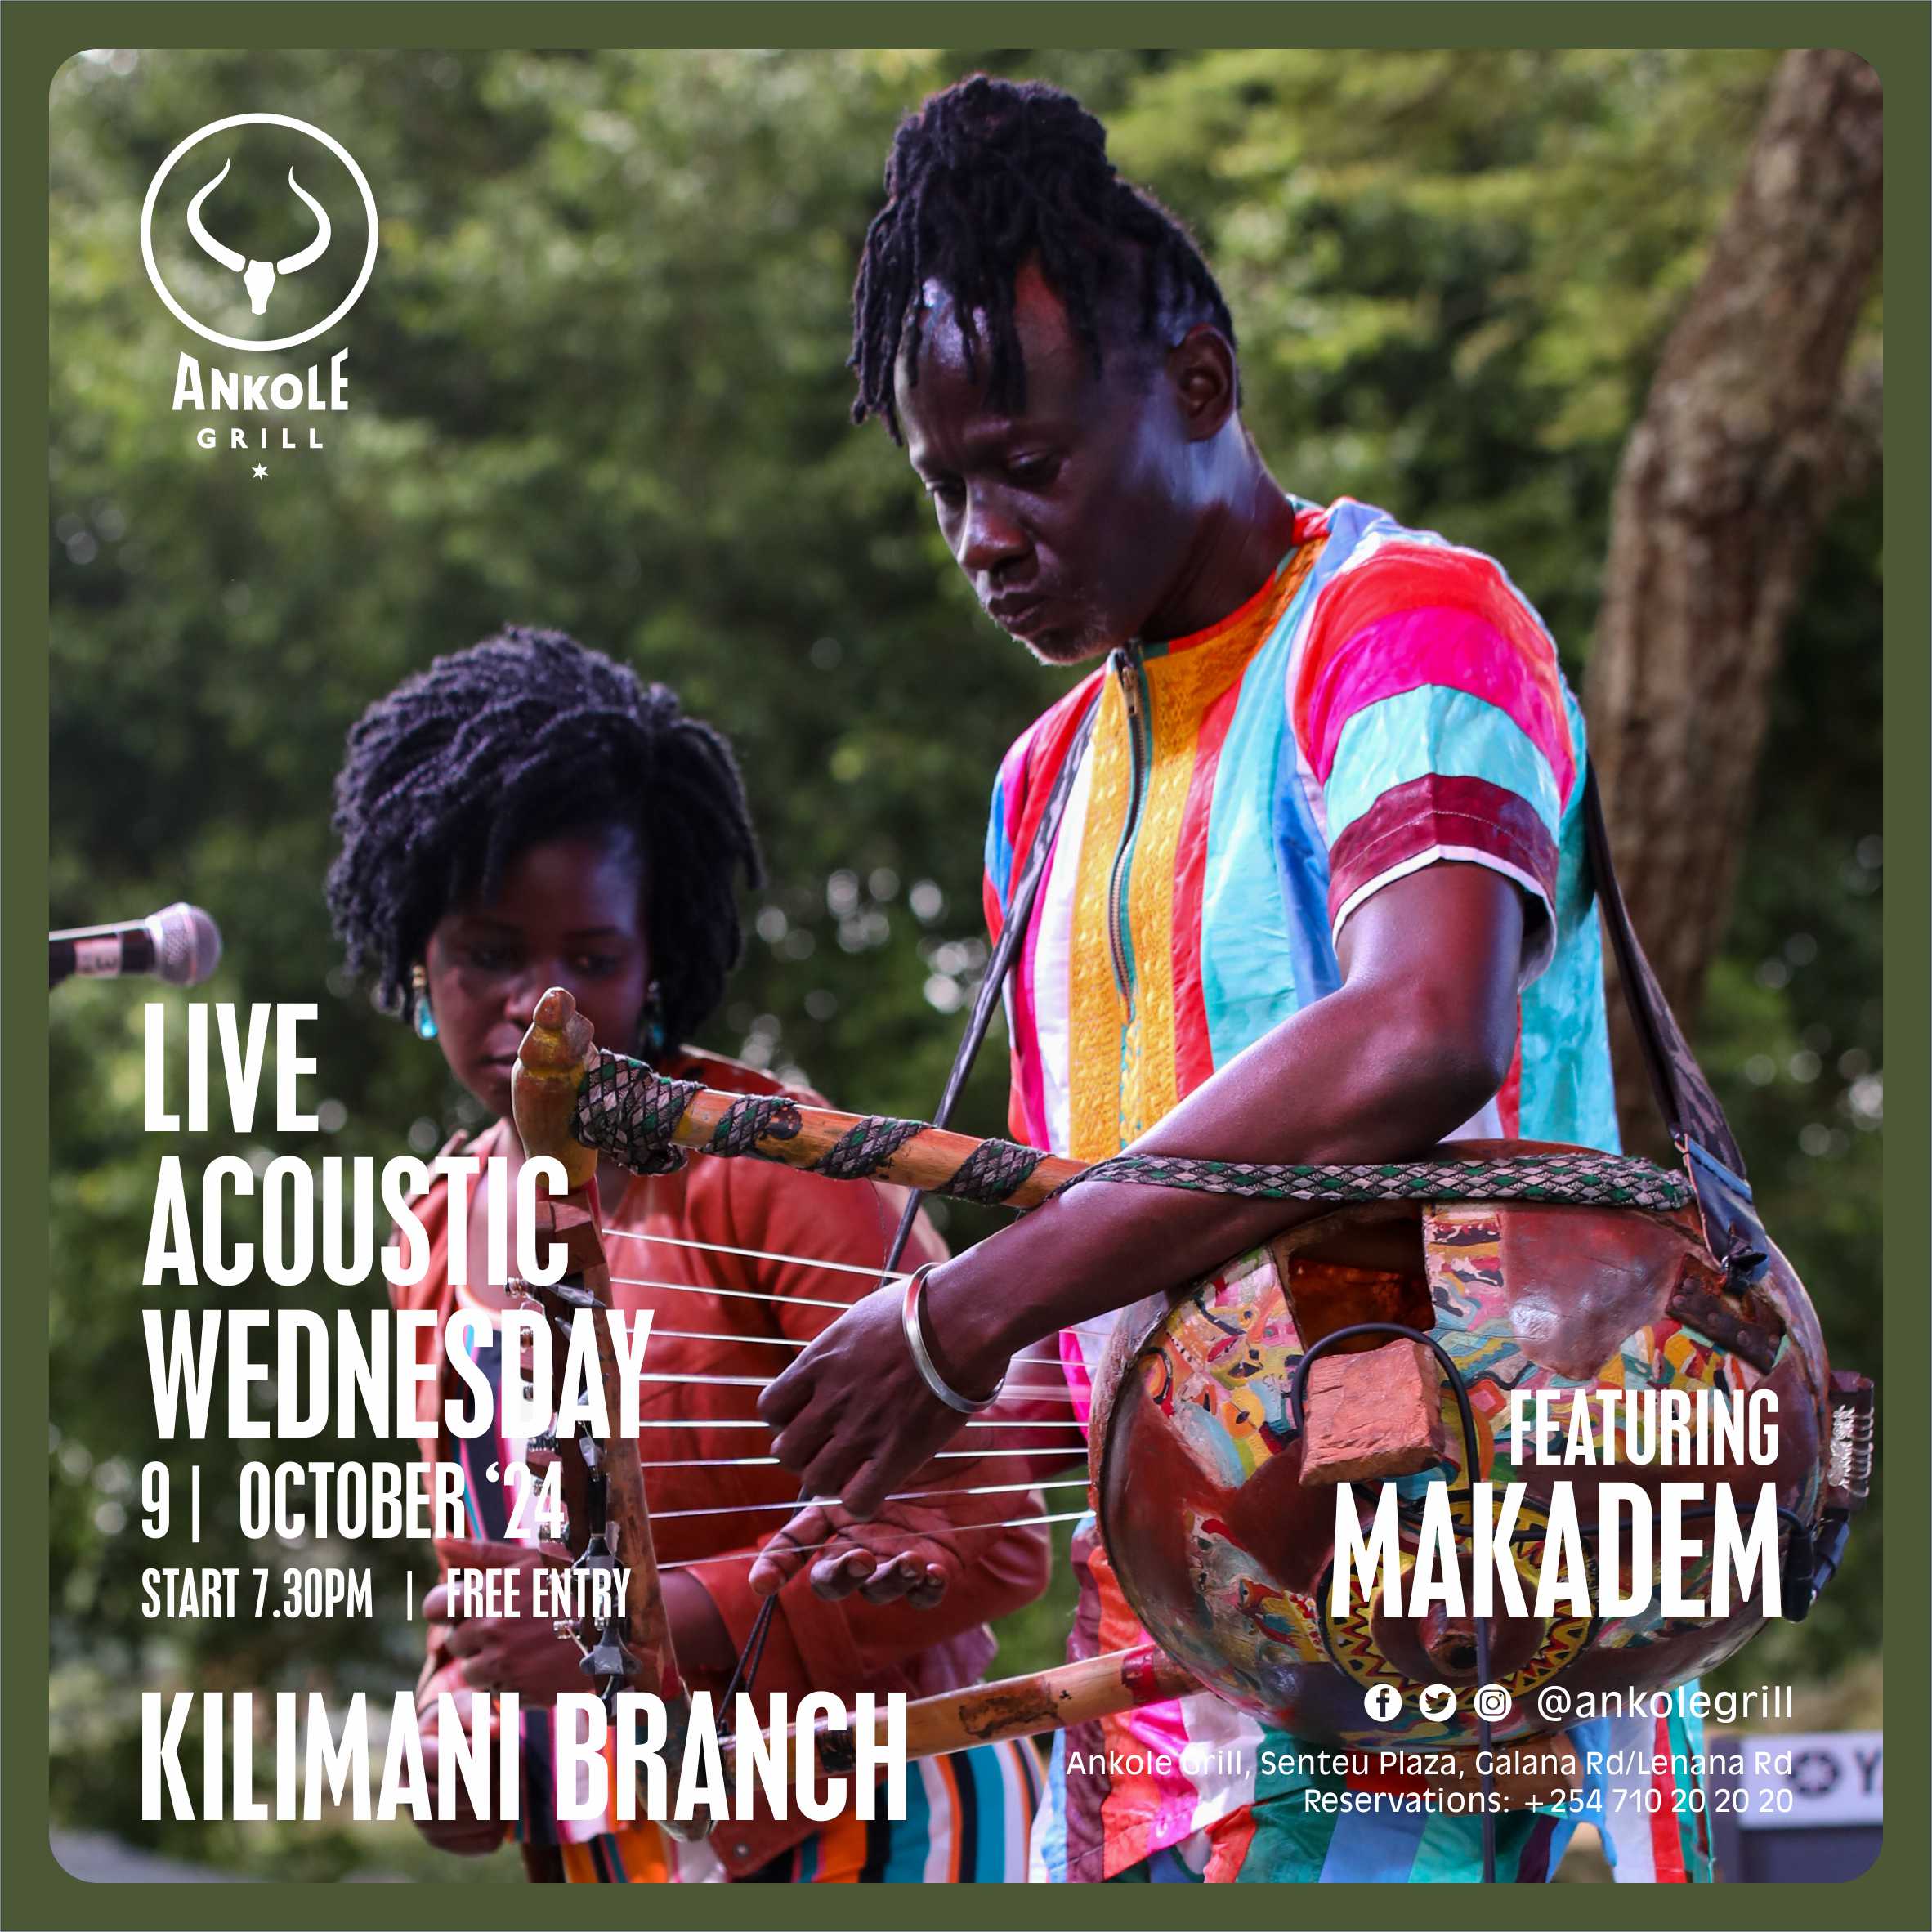 ANKOLE
GRILL
LIVE
ACOUSTIC
WEDNESDAY
9| OCTOBER ‘24
START 7.30PM | FREE ENTRY
KILIMANI BRANCH
FEATURING
MAKADEM
@ankolegrill
Ankole Grill, Senteu Plaza, Galana Rd/Lenana Rd
Reservations: +254 710 20 20 20